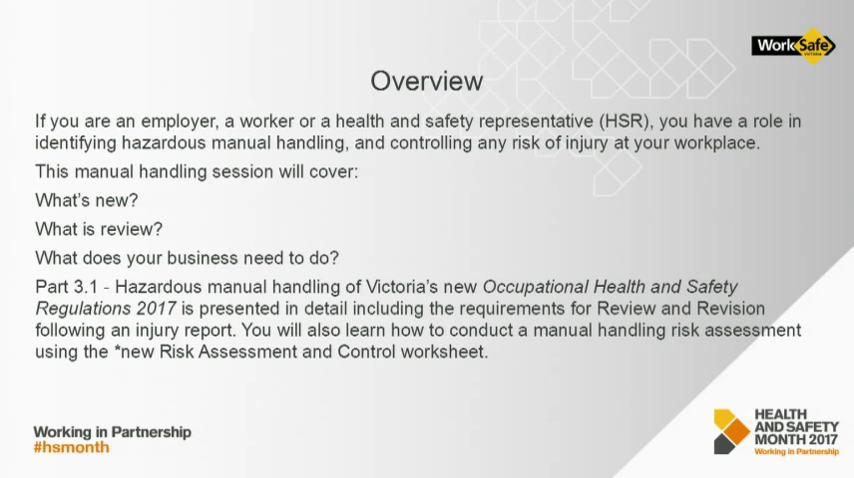 WorkSafe
VICTORIA
Overview
If you are an employer, a worker or a health and safety representative (HSR), you have a role in
identifying hazardous manual handling, and controlling any risk of injury at your workplace.
This manual handling session will cover:
What's new?
What is review?
What does your business need to do?
Part 3.1 - Hazardous manual handling of Victoria's new Occupational Health and Safety
Regulations 2017 is presented in detail including the requirements for Review and Revision
following an injury report. You will also learn how to conduct a manual handling risk assessment
using the *new Risk Assessment and Control worksheet.
Working in Partnership
#hsmonth
HEALTH
AND SAFETY
MONTH 2017
Working in Partnership